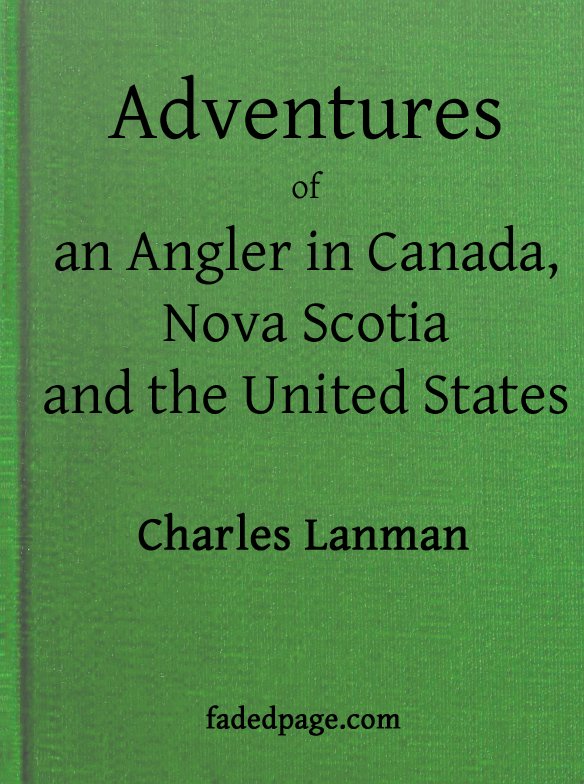 Adventures
of
an Angler in Canada,
Nova Scotia
and the United States
Charles Lanman
fadedpage.com